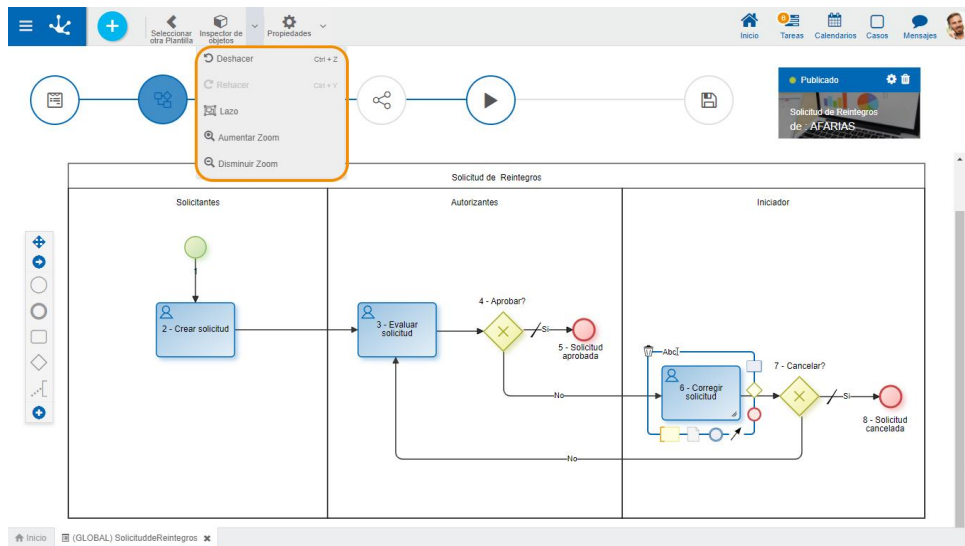 Seleccionar
otra Plantilla
Inspector de
objetos
Propiedades
Inicio
6
Tareas
Calendarios
Casos
Mensajes
Deshacer Ctrl + Z
Rehacer Ctrl + Y
Lazo
Aumentar Zoom
Disminuir Zoom
Publicado
Solicitud de Reintegros
de : AFARIAS
Solicitud de Reintegros
Solicitantes
Autorizantes
Iniciador
1
2 - Crear solicitud
3 - Evaluar
solicitud
4 - Aprobar?
Si
5 - Solicitud
aprobada
No
Abc
6 - Corregir
solicitud
7 - Cancelar?
Si
8 - Solicitud
cancelada
No
Inicio
(GLOBAL) SolicituddeReintegros